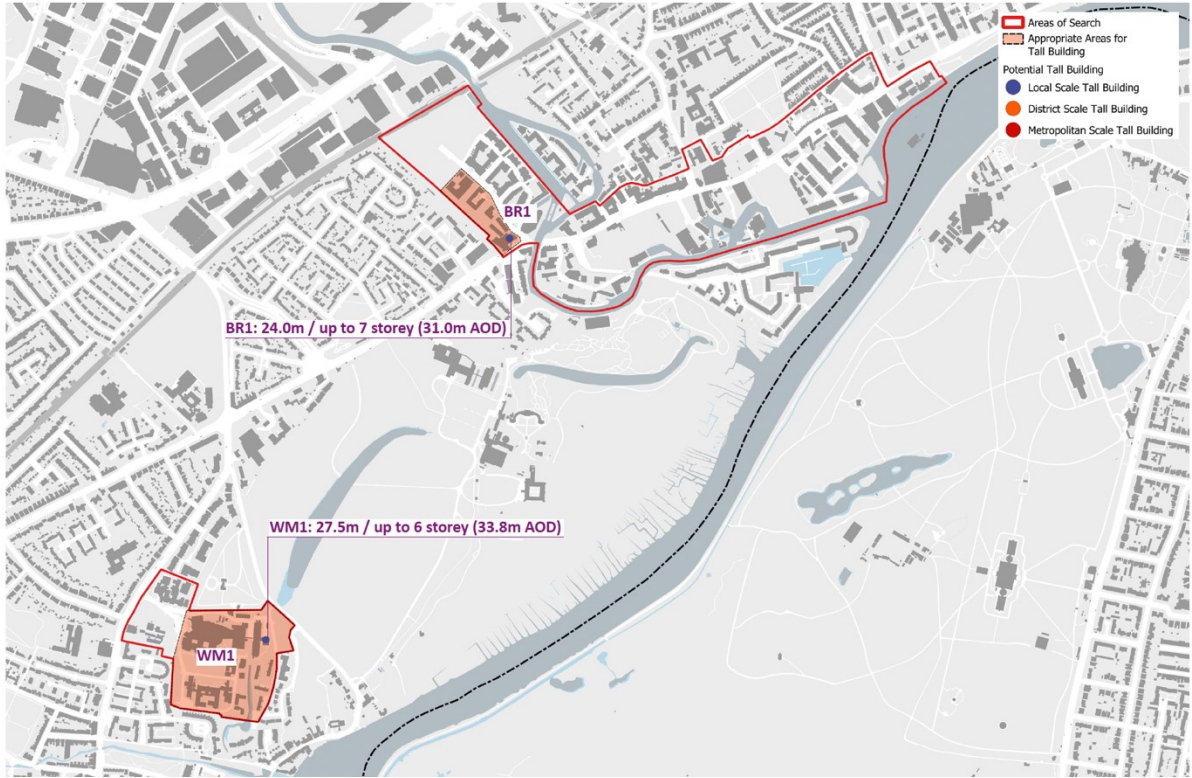 Areas of Search
Appropriate Areas for
Tall Building
Potential Tall Building
Local Scale Tall Building
District Scale Tall Building
Metropolitan Scale Tall Building
BR1
BR1: 24.0m / up to 7 storey (31.0m AOD)
WM1: 27.5m / up to 6 storey (33.8m AOD)
WM1